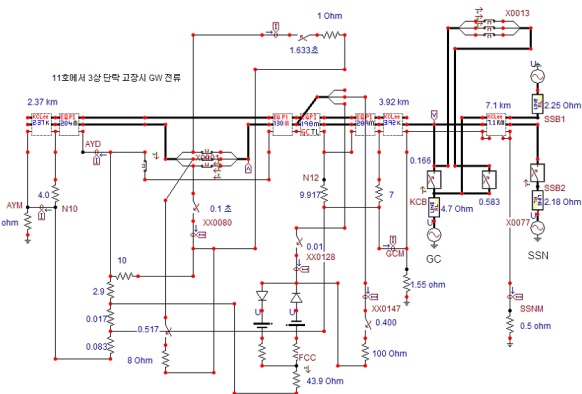 X0013
1 Ohm
1.633초
11호에서 3상 단락 고장시 GW 전류
2.37 km
3.92 km
7.1 km
2.25 Ohm
SSB1
AYD
X0001
N12
9.917
7
0.166
KCB
4.7 Ohm
0.583
SSB2
2.18 Ohm
X0077
4.0
AYM
N10
ohm
0.1 초
XX0080
0.01
XX0128
GCM
GC
SSN
10
1.55 ohm
2.9
0.017
0.083
0.517
XX0147
0.400
SSNM
0.5 ohm
8 Ohm
FCC
43.9 Ohm
100 Ohm